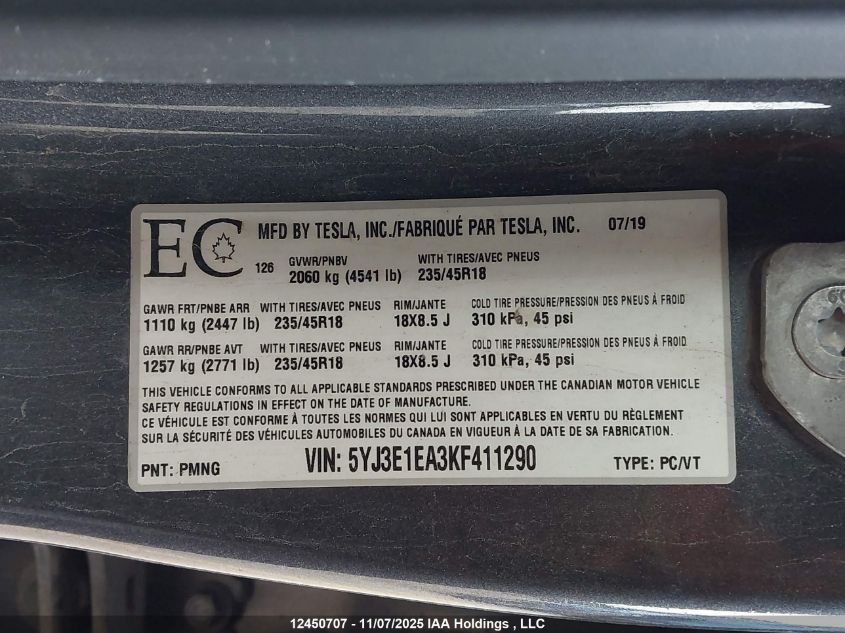 EC MFD BY TESLA, INC./FABRIQUÉ PAR TESLA, INC. 07/19
126 GVWR/PNBV WITH TIRES/AVEC PNEUS
2060 kg (4541 lb) 235/45R18
GAWR FRT/PNBE ARR WITH TIRES/AVEC PNEUS RIM/JANTE COLD TIRE PRESSURE/PRESSION DES PNEUS À FROID
1110 kg (2447 lb) 235/45R18 18X8.5 J 310 kPa, 45 psi
GAWR RR/PNBE AVT WITH TIRES/AVEC PNEUS RIM/JANTE COLD TIRE PRESSURE/PRESSION DES PNEUS À FROID
1257 kg (2771 lb) 235/45R18 18X8.5 J 310 kPa, 45 psi
THIS VEHICLE CONFORMS TO ALL APPLICABLE STANDARDS PRESCRIBED UNDER THE CANADIAN MOTOR VEHICLE
SAFETY REGULATIONS IN EFFECT ON THE DATE OF MANUFACTURE.
CE VÉHICULE EST CONFORME À TOUTES LES NORMES QUI LUI SONT APPLICABLES EN VERTU DU RÈGLEMENT
SUR LA SÉCURITÉ DES VÉHICULES AUTOMOBILES DU CANADA EN VIGUEUR À LA DATE DE SA FABRICATION.
PNT: PMNG VIN: 5YJ3E1EA3KF411290 TYPE: PC/VT
12450707 - 11/07/2025 IAA Holdings, LLC